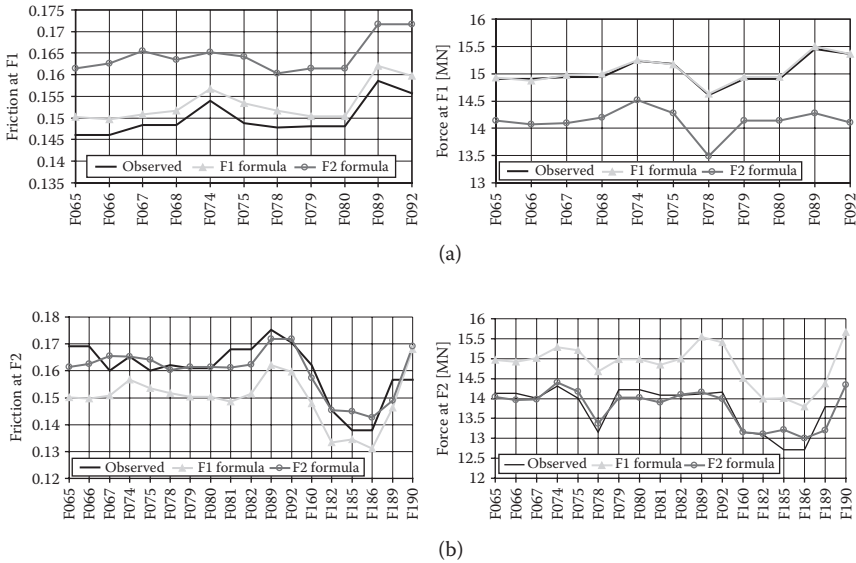 Friction at F1
0.175
0.17
0.165
0.16
0.155
0.15
0.145
0.14
0.135
Observed F1 formula F2 formula
F065
F066
F067
F068
F074
F075
F078
F079
F080
F089
F092
Force at F1 [MN]
16
15.5
15
14.5
14
13.5
13
Observed F1 formula F2 formula
F065
F066
F067
F068
F074
F075
F078
F079
F080
F089
F092
(a)
Friction at F2
0.18
0.17
0.16
0.15
0.14
0.13
0.12
Observed F1 formula F2 formula
F065
F066
F067
F074
F075
F078
F079
F080
F081
F082
F089
F092
F160
F182
F185
F186
F189
F190
Force at F2 [MN]
16
15.5
15
14.5
14
13.5
13
12.5
12
Observed F1 formula F2 formula
F065
F066
F067
F074
F075
F078
F079
F080
F081
F082
F089
F092
F160
F182
F185
F186
F189
F190
(b)